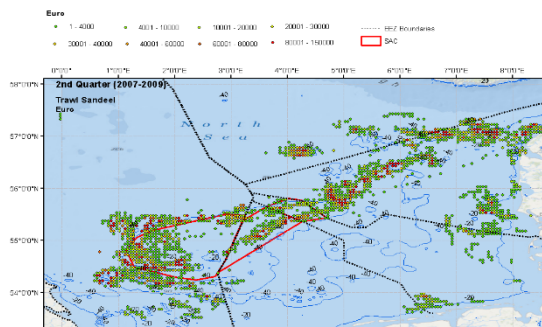 Euro
1 - 4000
4001 - 10000
10001 - 20000
20001 - 30000
EEZ Boundaries
30001 - 40000
40001 - 60000
60001 - 80000
80001 - 150000
SAC
0°0'0"
1°0'0"E
2°0'0"E
3°0'0"E
4°0'0"E
5°0'0"E
6°0'0"E
7°0'0"E
8°0'0"E
58°0'0"N
2nd Quarter (2007-2009)
Trawl Sandeel
Euro
North
Sea
57°0'0"N
56°0'0"N
55°0'0"N
54°0'0"N